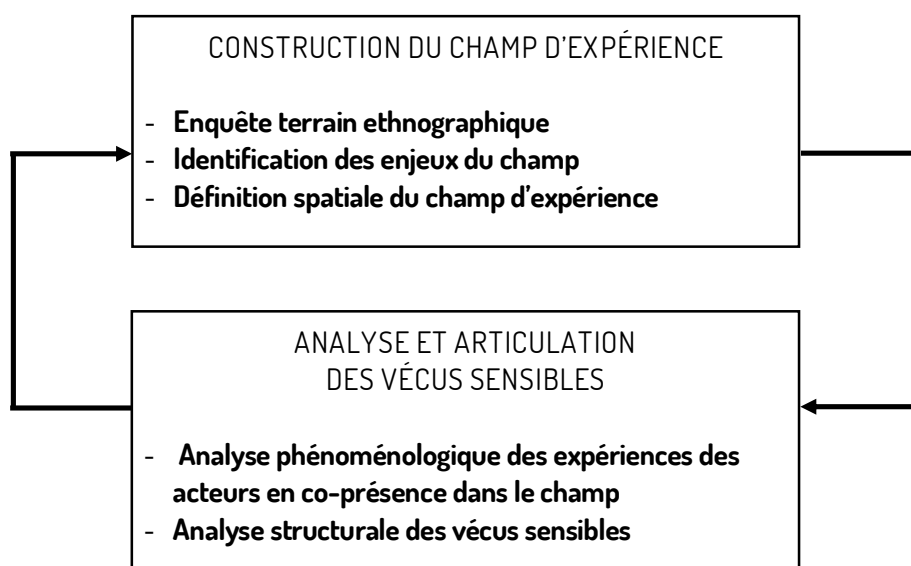 CONSTRUCTION DU CHAMP D’EXPÉRIENCE
- Enquête terrain ethnographique
- Identification des enjeux du champ
- Définition spatiale du champ d’expérience
ANALYSE ET ARTICULATION
DES VÉCUS SENSIBLES
- Analyse phénoménologique des expériences des
acteurs en co-présence dans le champ
- Analyse structurale des vécus sensibles